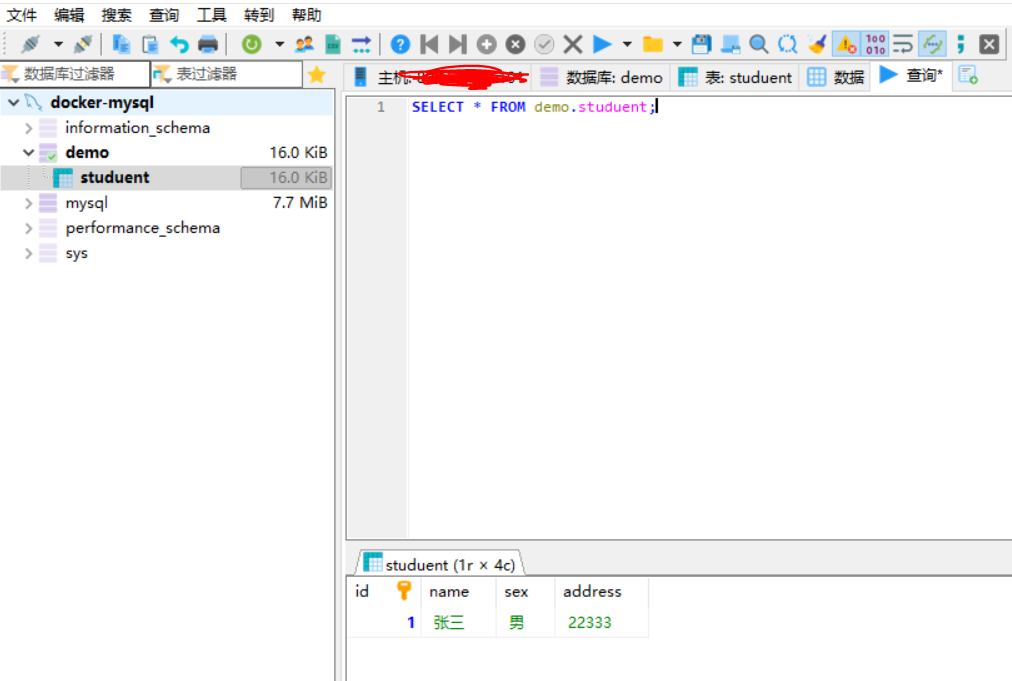 文件 编辑 搜索 查询 工具 转到 帮助
数据库过滤器 表过滤器 主机: 数据库: demo 表: studuent 数据 查询*
docker-mysql
information_schema
demo 16.0 KiB
studuent 16.0 KiB
mysql 7.7 MiB
performance_schema
sys
1 SELECT * FROM demo.studuent;
studuent (1r × 4c)
id name sex address
1 张三 男 22333